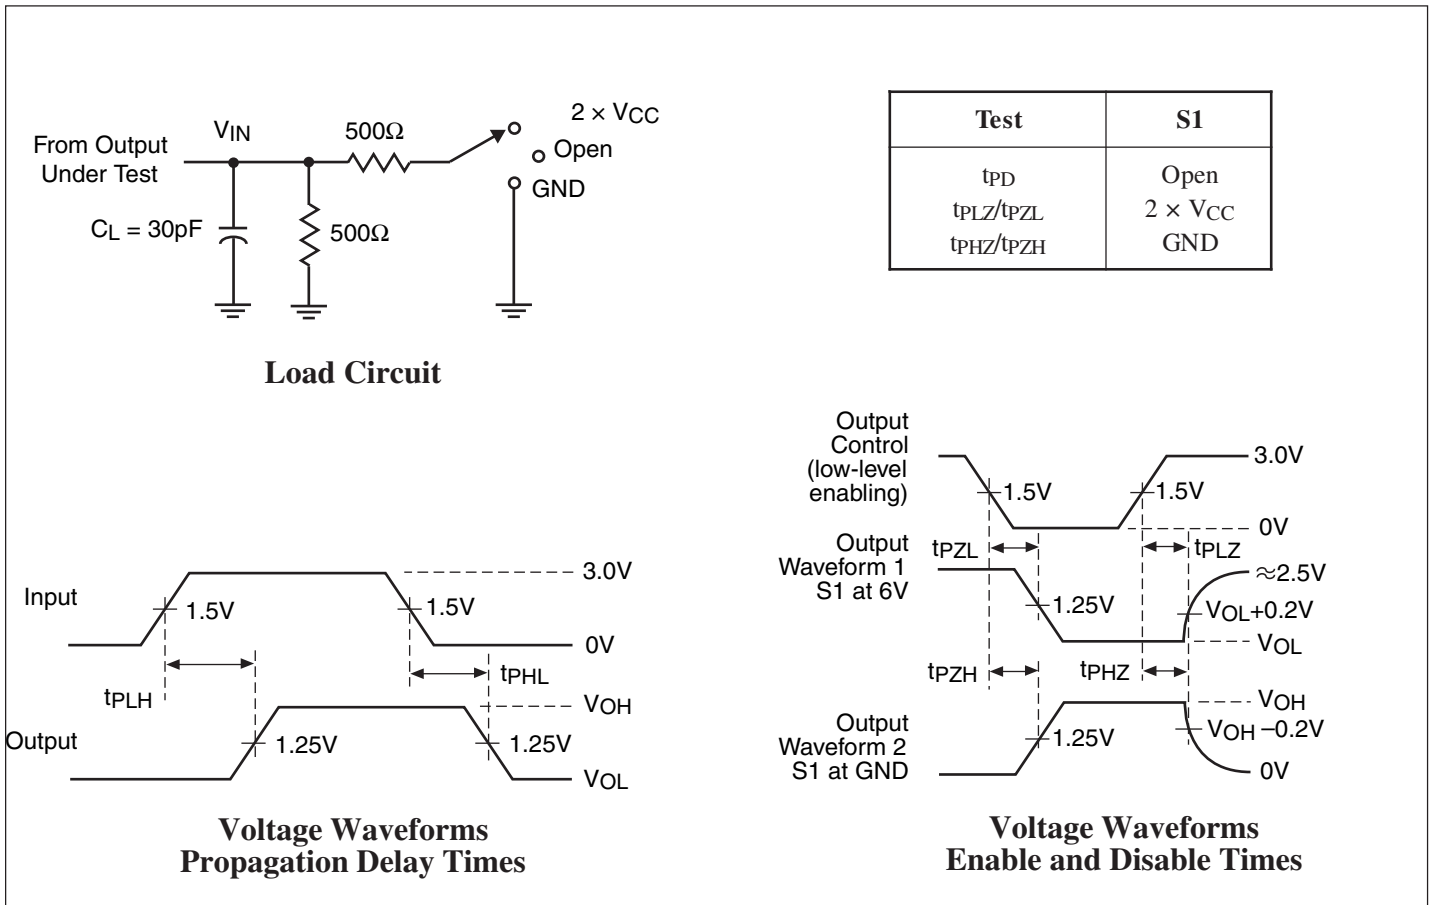 From Output
Under Test
VIN
500Ω
2 × VCC
Open
GND
CL = 30pF
500Ω
Load Circuit
Test S1
tPD Open
tPLZ/tPZL 2 × VCC
tPHZ/tPZH GND
Input
1.5V
1.5V
3.0V
0V
tPLH
tPHL
Output
1.25V
1.25V
VOH
VOL
Voltage Waveforms
Propagation Delay Times
Output
Control
(low-level
enabling)
1.5V
1.5V
3.0V
0V
tPZL
tPLZ
Output
Waveform 1
S1 at 6V
1.25V
≈2.5V
VOL+0.2V
VOL
tPZH
tPHZ
Output
Waveform 2
S1 at GND
1.25V
VOH
VOH –0.2V
0V
Voltage Waveforms
Enable and Disable Times